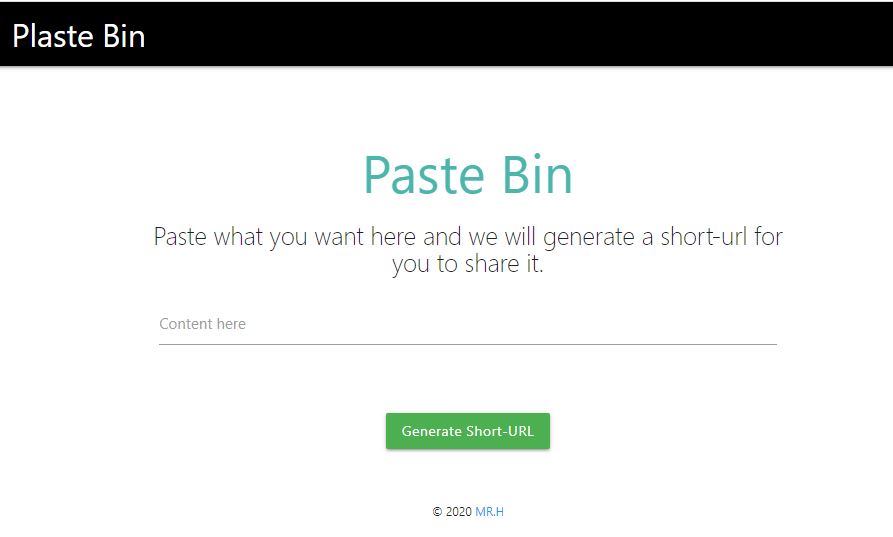 Plaste Bin
Paste Bin
Paste what you want here and we will generate a short-url for
you to share it.
Content here
Generate Short-URL
© 2020 MR.H